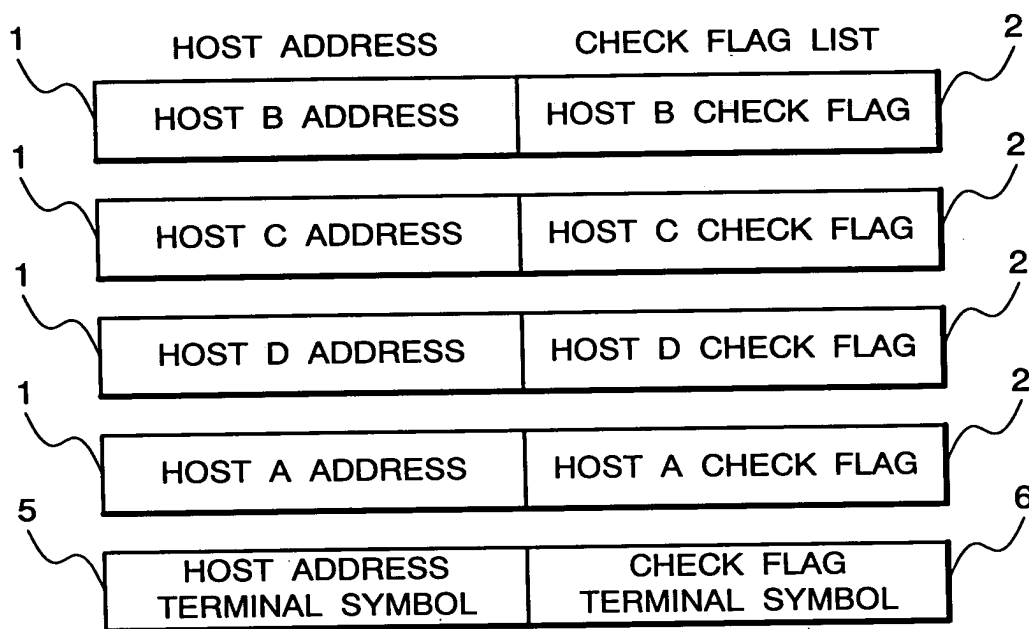 HOST ADDRESS CHECK FLAG LIST
1 2
HOST B ADDRESS HOST B CHECK FLAG
1 2
HOST C ADDRESS HOST C CHECK FLAG
1 2
HOST D ADDRESS HOST D CHECK FLAG
1 2
HOST A ADDRESS HOST A CHECK FLAG
5 6
HOST ADDRESS CHECK FLAG
TERMINAL SYMBOL TERMINAL SYMBOL